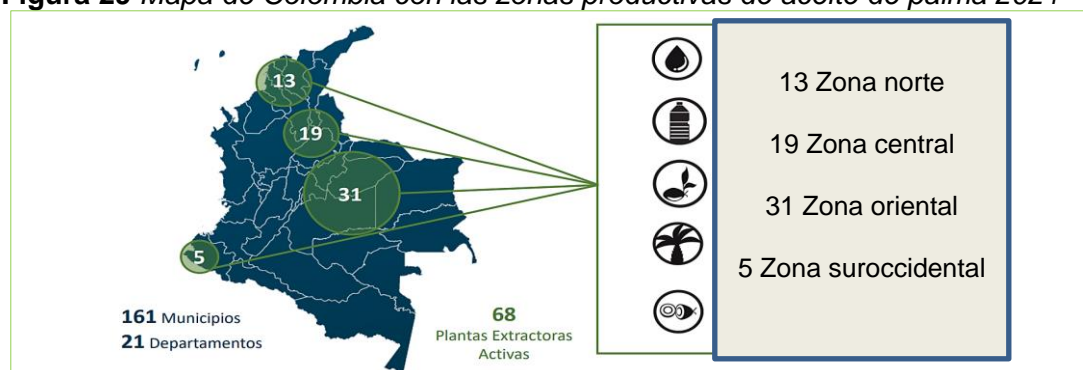 Figura 23 Mapa de Colombia con las zonas productivas de aceite de palma 2021
13
19
31
5
161 Municipios
21 Departamentos
68
Plantas Extractoras
Activas
13 Zona norte
19 Zona central
31 Zona oriental
5 Zona suroccidental